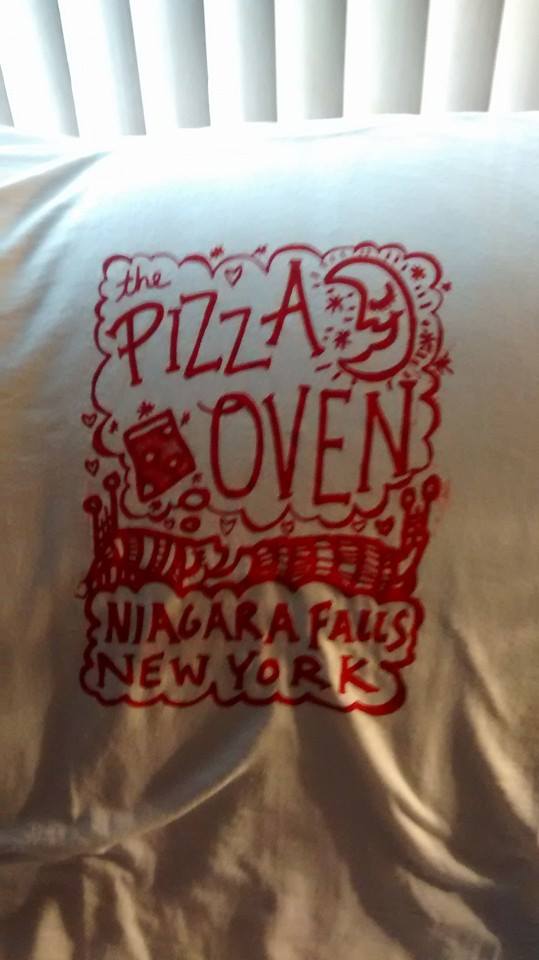 the
PIZZA
OVEN
NIAGARA FALLS
NEW YORK